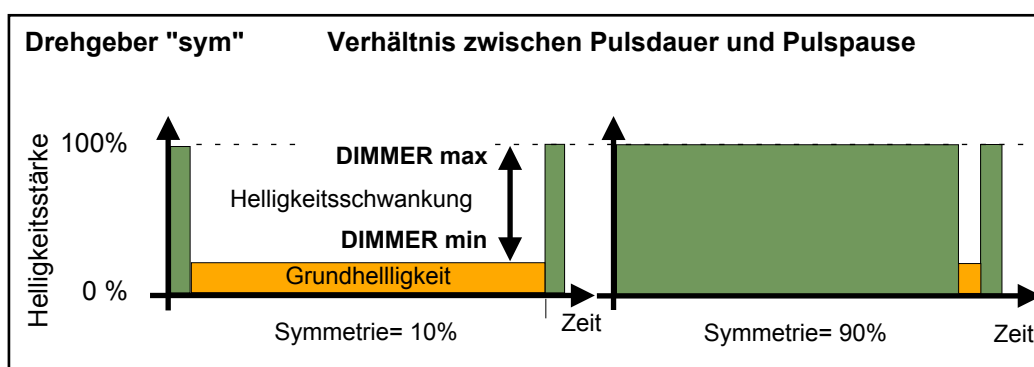 Drehgeber "sym" Verhältnis zwischen Pulsdauer und Pulspause
Helligkeitsstärke
100%
DIMMER max
Helligkeitsschwankung
DIMMER min
Grundhellligkeit
0 %
Symmetrie= 10%
Zeit
Symmetrie= 90%
Zeit